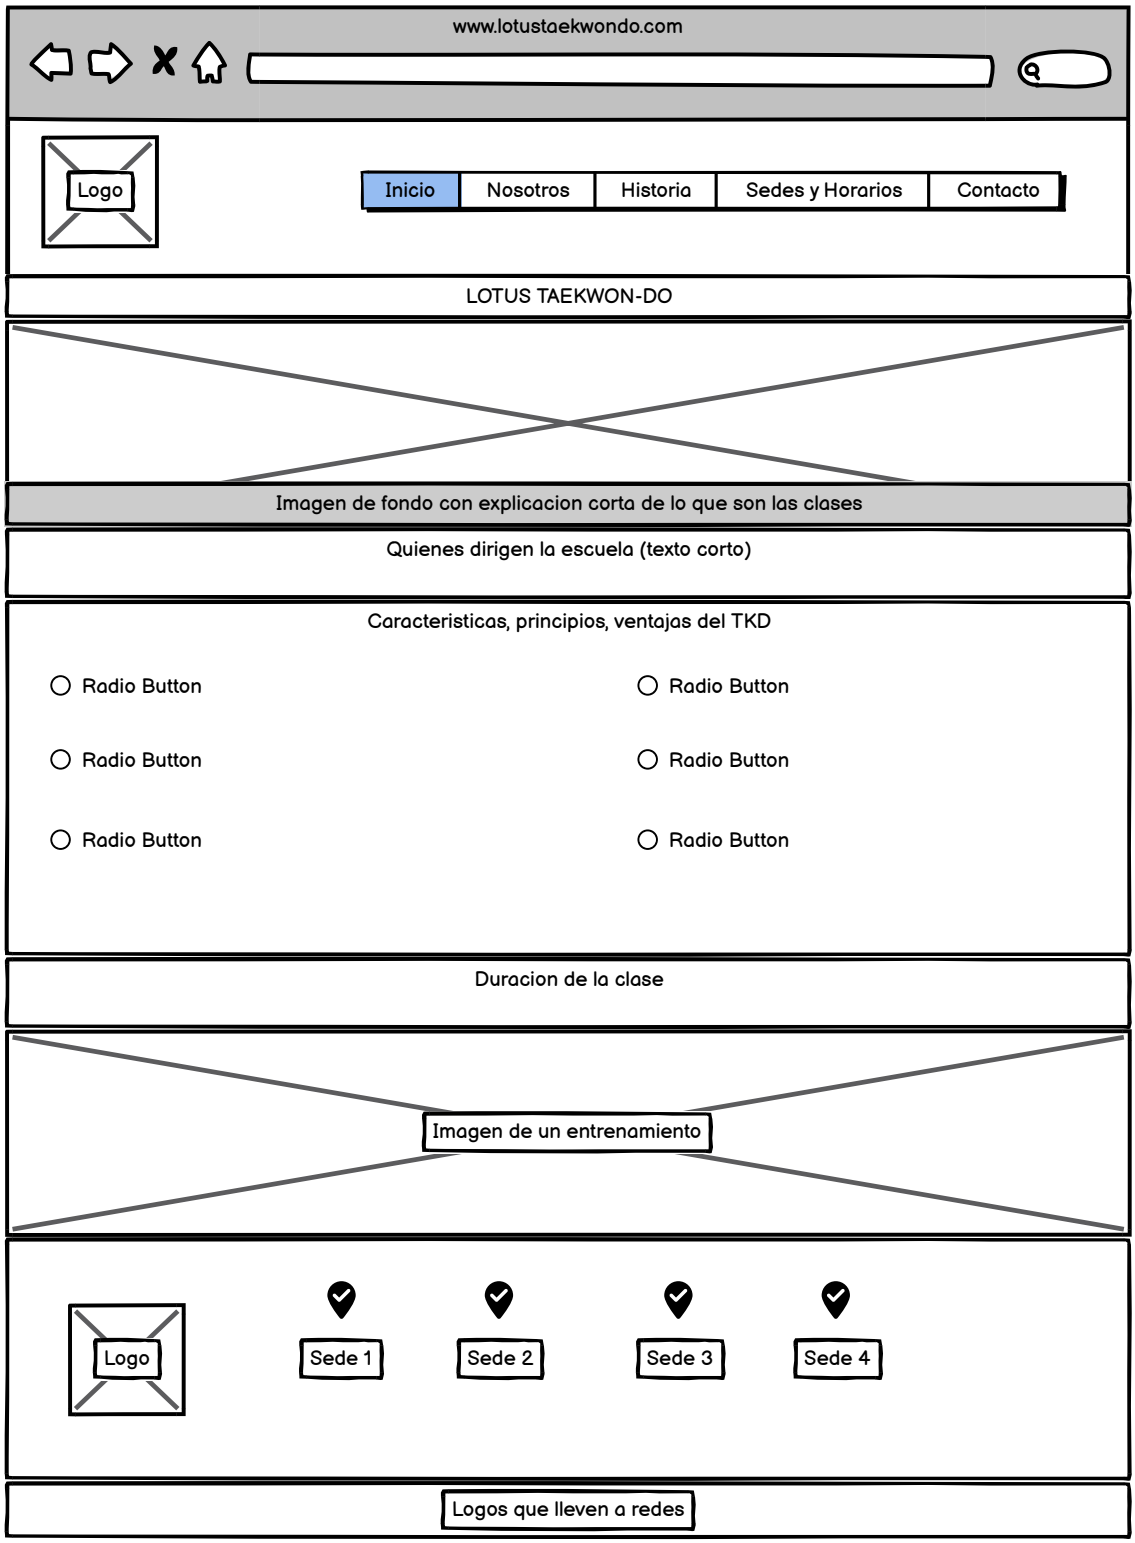 www.lotustaekwondo.com
Logo
Inicio Nosotros Historia Sedes y Horarios Contacto
LOTUS TAEKWON-DO
Imagen de fondo con explicacion corta de lo que son las clases
Quienes dirigen la escuela (texto corto)
Caracteristicas, principios, ventajas del TKD
Radio Button Radio Button
Radio Button Radio Button
Radio Button Radio Button
Duracion de la clase
Imagen de un entrenamiento
Logo Sede 1 Sede 2 Sede 3 Sede 4
Logos que lleven a redes